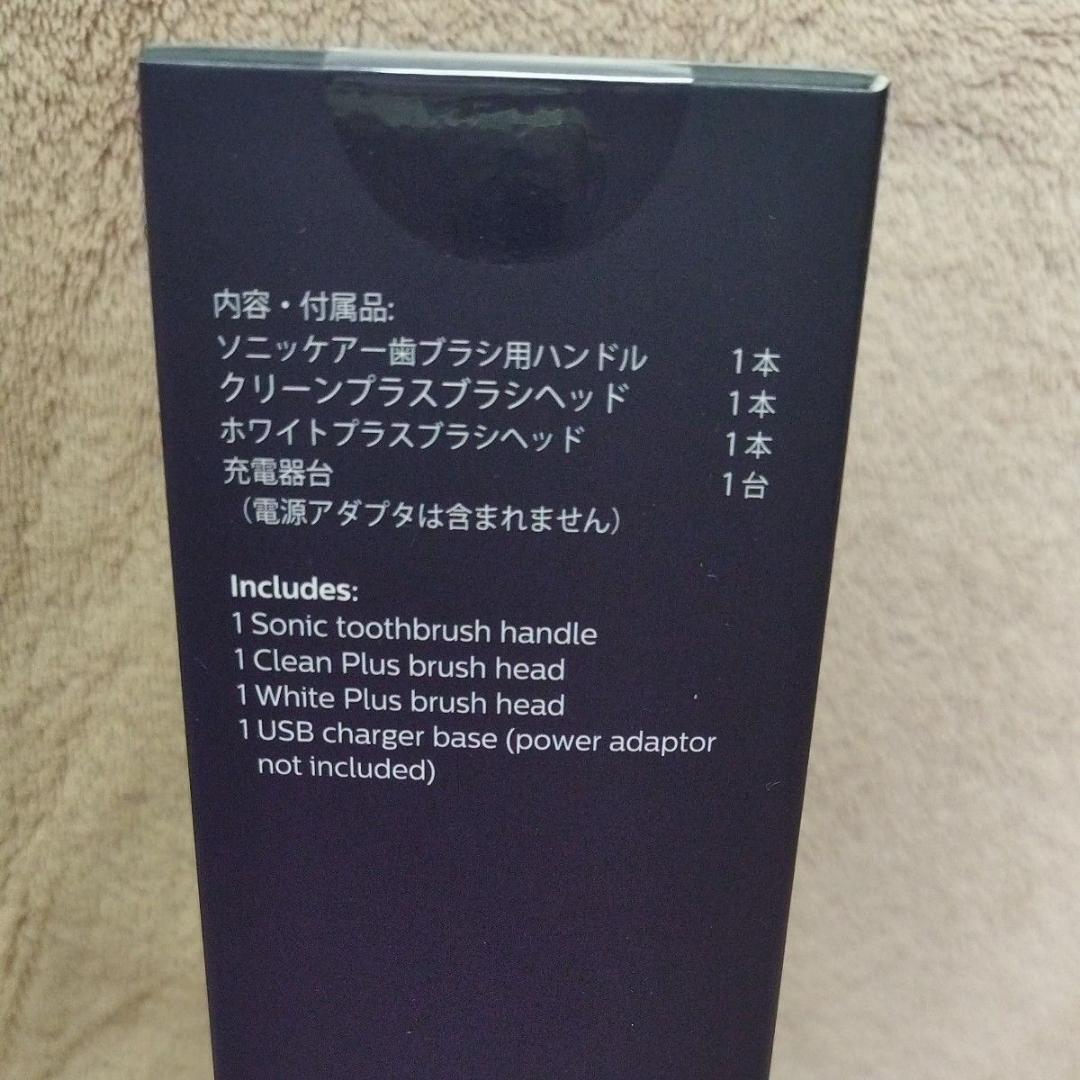 内容・付属品:
ソニッケアー歯ブラシ用ハンドル 1本
クリーンプラスブラシヘッド 1本
ホワイトプラスブラシヘッド 1本
充電器台 1台
（電源アダプタは含まれません）
Includes:
1 Sonic toothbrush handle
1 Clean Plus brush head
1 White Plus brush head
1 USB charger base (power adaptor
not included)